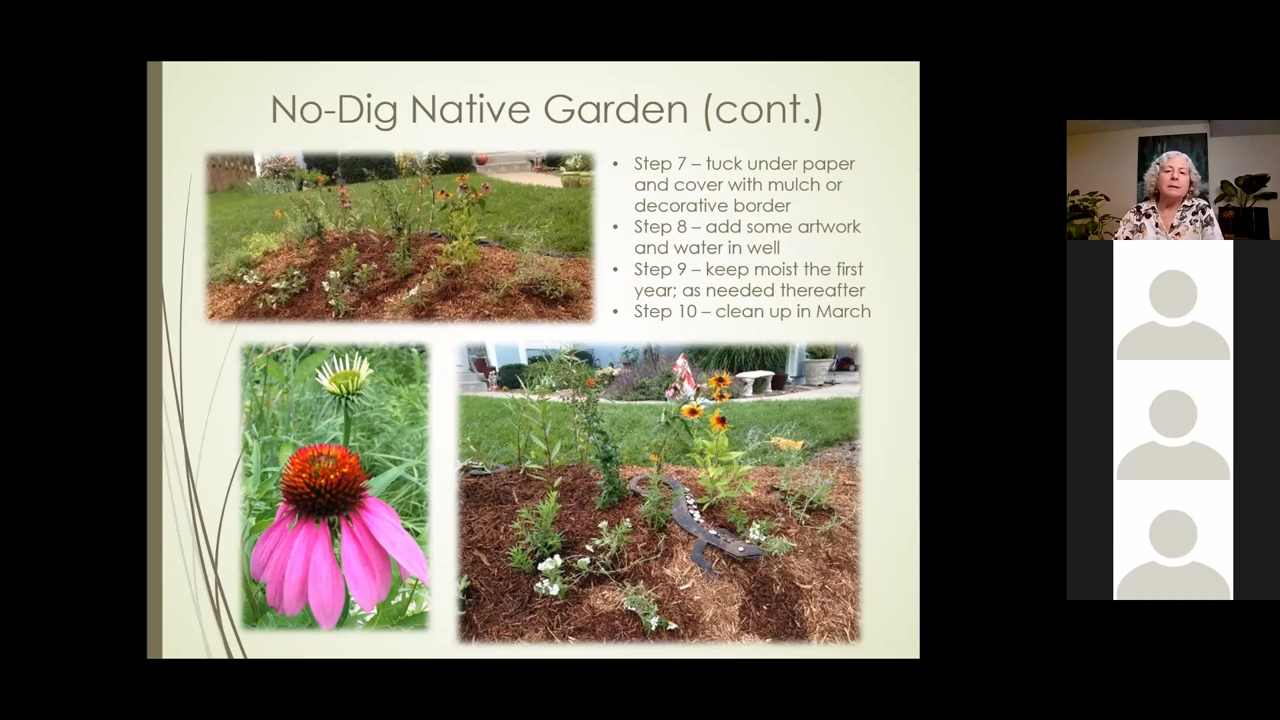 No-Dig Native Garden (cont.)
• Step 7 – tuck under paper
and cover with mulch or
decorative border
• Step 8 – add some artwork
and water in well
• Step 9 – keep moist the first
year; as needed thereafter
• Step 10 – clean up in March